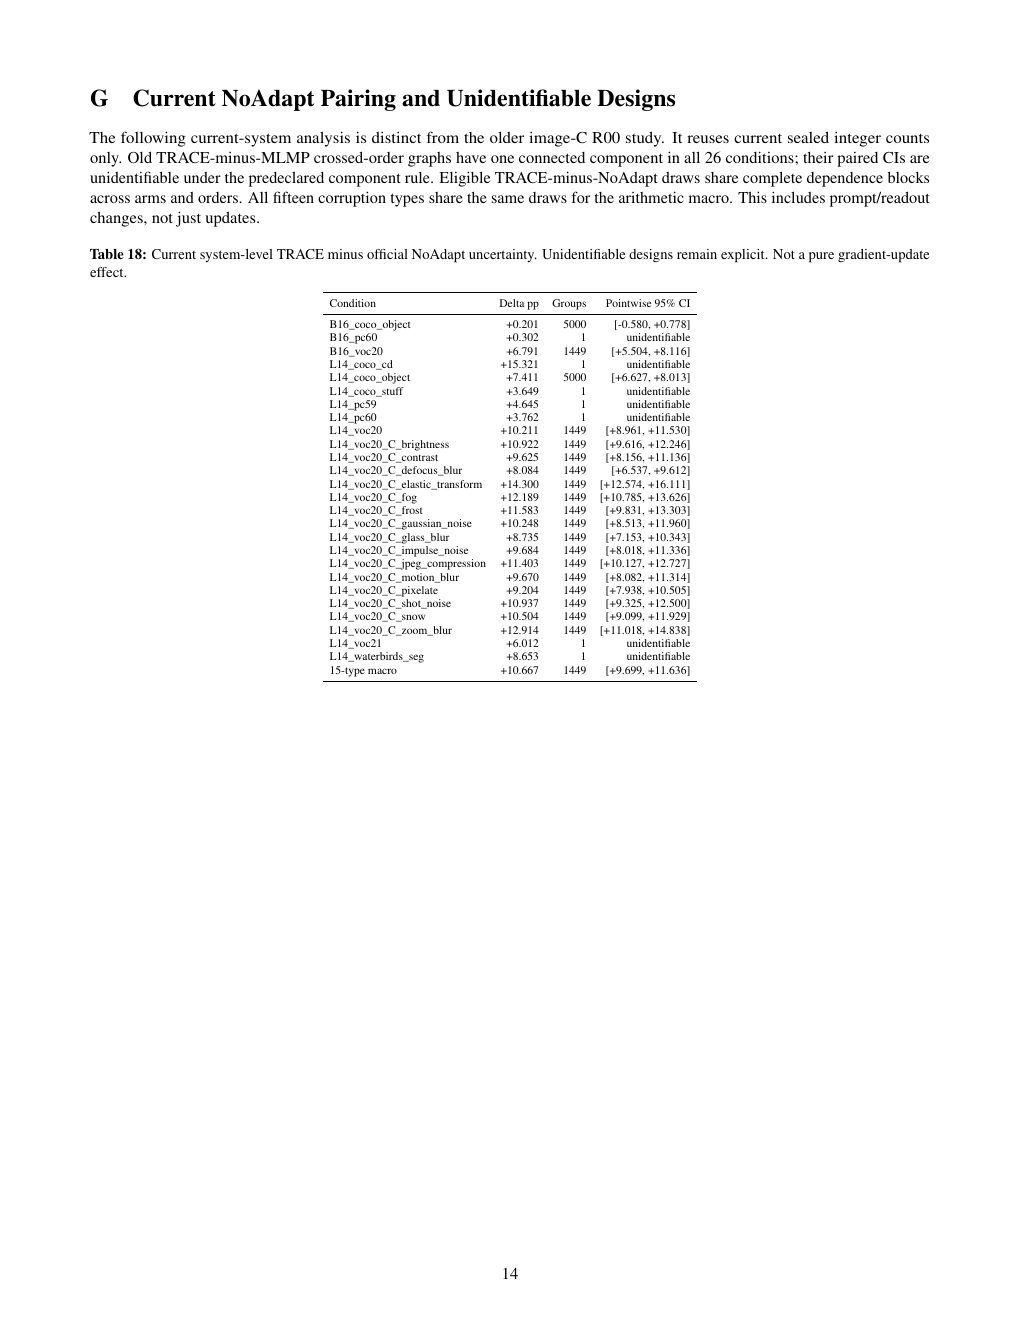 G Current NoAdapt Pairing and Unidentifiable Designs
The following current-system analysis is distinct from the older image-C R00 study. It reuses current sealed integer counts
only. Old TRACE-minus-MLMP crossed-order graphs have one connected component in all 26 conditions; their paired CIs are
unidentifiable under the predeclared component rule. Eligible TRACE-minus-NoAdapt draws share complete dependence blocks
across arms and orders. All fifteen corruption types share the same draws for the arithmetic macro. This includes prompt/readout
changes, not just updates.
Table 18: Current system-level TRACE minus official NoAdapt uncertainty. Unidentifiable designs remain explicit. Not a pure gradient-update
effect.
Condition Delta pp Groups Pointwise 95% CI
B16_coco_object +0.201 5000 [-0.580, +0.778]
B16_pc60 +0.302 1 unidentifiable
B16_voc20 +6.791 1449 [+5.504, +8.116]
L14_coco_cd +15.321 1 unidentifiable
L14_coco_object +7.411 5000 [+6.627, +8.013]
L14_coco_stuff +3.649 1 unidentifiable
L14_pc59 +4.645 1 unidentifiable
L14_pc60 +3.762 1 unidentifiable
L14_voc20 +10.211 1449 [+8.961, +11.530]
L14_voc20_C_brightness +10.922 1449 [+9.616, +12.246]
L14_voc20_C_contrast +9.625 1449 [+8.156, +11.136]
L14_voc20_C_defocus_blur +8.084 1449 [+6.537, +9.612]
L14_voc20_C_elastic_transform +14.300 1449 [+12.574, +16.111]
L14_voc20_C_fog +12.189 1449 [+10.785, +13.626]
L14_voc20_C_frost +11.583 1449 [+9.831, +13.303]
L14_voc20_C_gaussian_noise +10.248 1449 [+8.513, +11.960]
L14_voc20_C_glass_blur +8.735 1449 [+7.153, +10.343]
L14_voc20_C_impulse_noise +9.684 1449 [+8.018, +11.336]
L14_voc20_C_jpeg_compression +11.403 1449 [+10.127, +12.727]
L14_voc20_C_motion_blur +9.670 1449 [+8.082, +11.314]
L14_voc20_C_pixelate +9.204 1449 [+7.938, +10.505]
L14_voc20_C_shot_noise +10.937 1449 [+9.325, +12.500]
L14_voc20_C_snow +10.504 1449 [+9.099, +11.929]
L14_voc20_C_zoom_blur +12.914 1449 [+11.018, +14.838]
L14_voc21 +6.012 1 unidentifiable
L14_waterbirds_seg +8.653 1 unidentifiable
15-type macro +10.667 1449 [+9.699, +11.636]
14